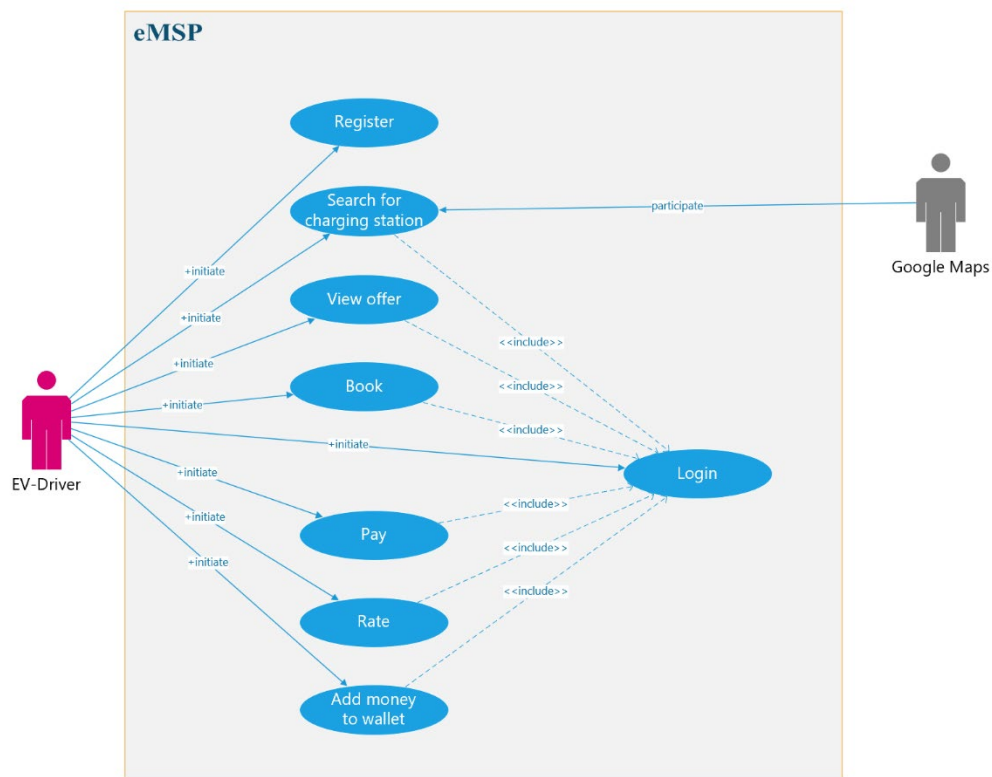 eMSP
Register
Search for
charging station
participate
Google Maps
+initiate
+initiate
View offer
<<include>>
+initiate
<<include>>
+initiate
Book
<<include>>
+initiate
Login
EV-Driver
+initiate
<<include>>
Pay
+initiate
<<include>>
+initiate
<<include>>
Rate
Add money
to wallet